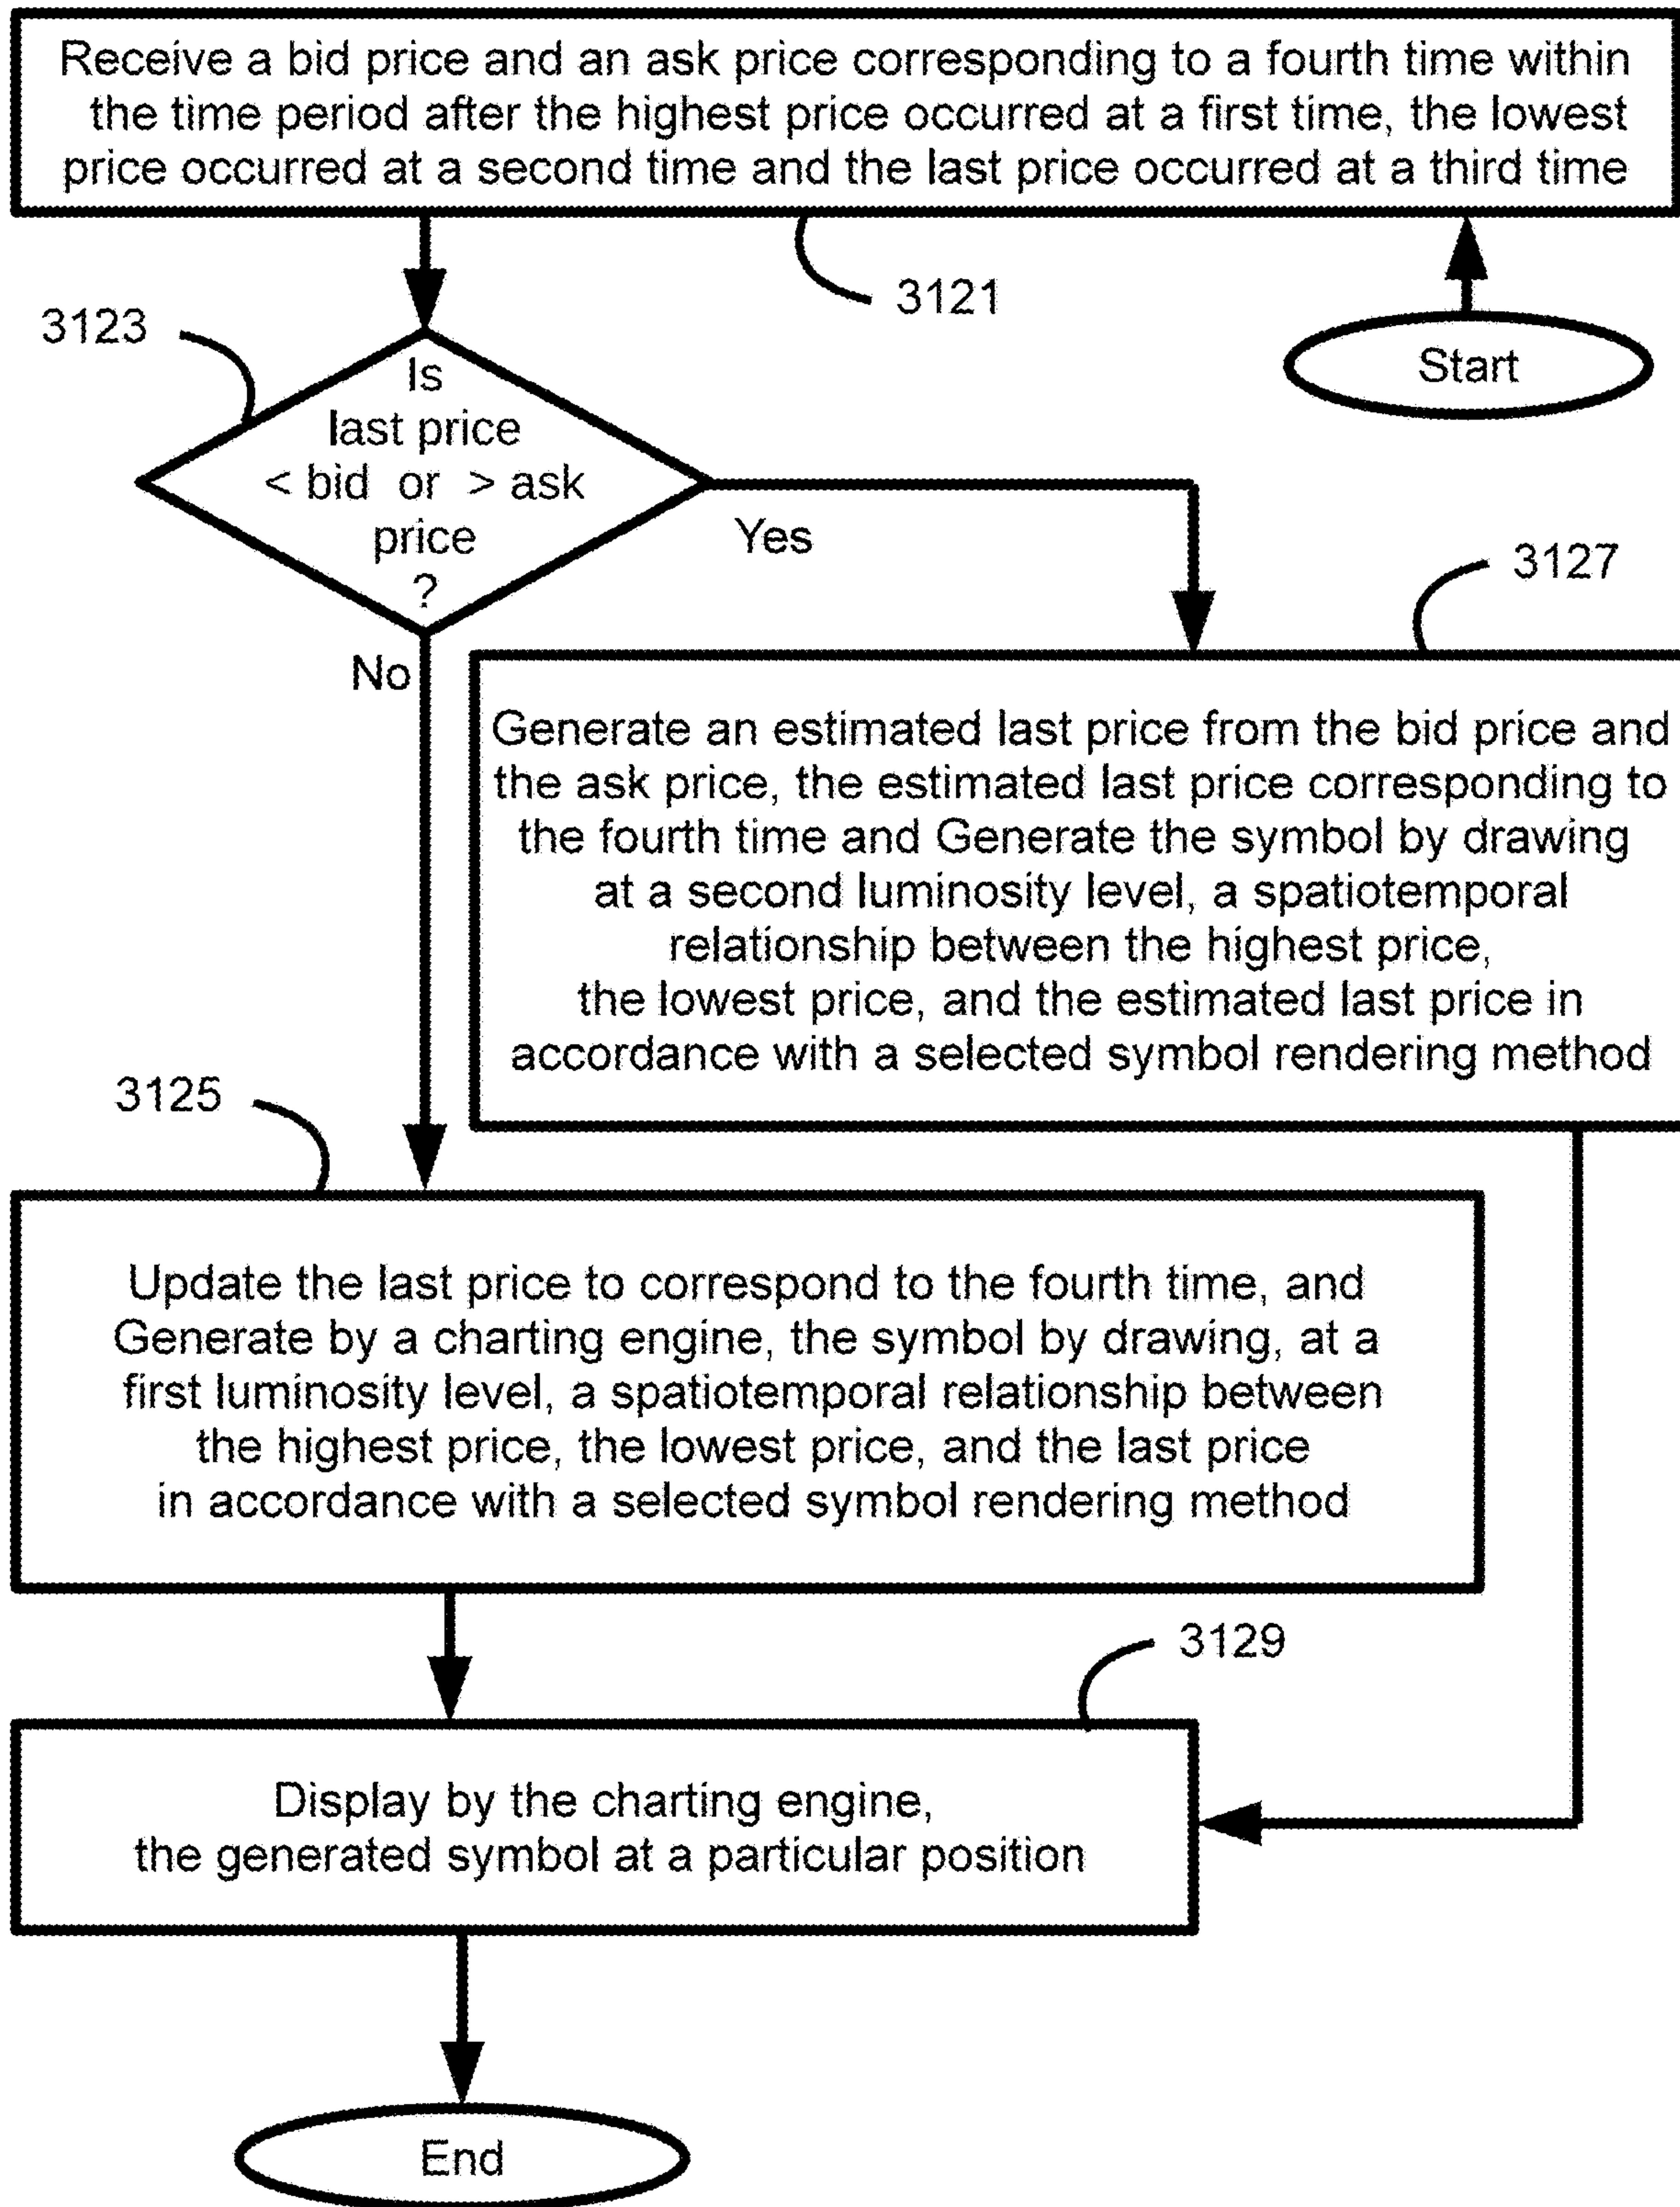 Receive a bid price and an ask price corresponding to a fourth time within
the time period after the highest price occurred at a first time, the lowest
price occurred at a second time and the last price occurred at a third time
3121
Start
3123
Is
last price
< bid or > ask
price
?
Yes
No
3127
Generate an estimated last price from the bid price and
the ask price, the estimated last price corresponding to
the fourth time and Generate the symbol by drawing
at a second luminosity level, a spatiotemporal
relationship between the highest price,
the lowest price, and the estimated last price in
accordance with a selected symbol rendering method
3125
Update the last price to correspond to the fourth time, and
Generate by a charting engine, the symbol by drawing, at a
first luminosity level, a spatiotemporal relationship between
the highest price, the lowest price, and the last price
in accordance with a selected symbol rendering method
3129
Display by the charting engine,
the generated symbol at a particular position
End